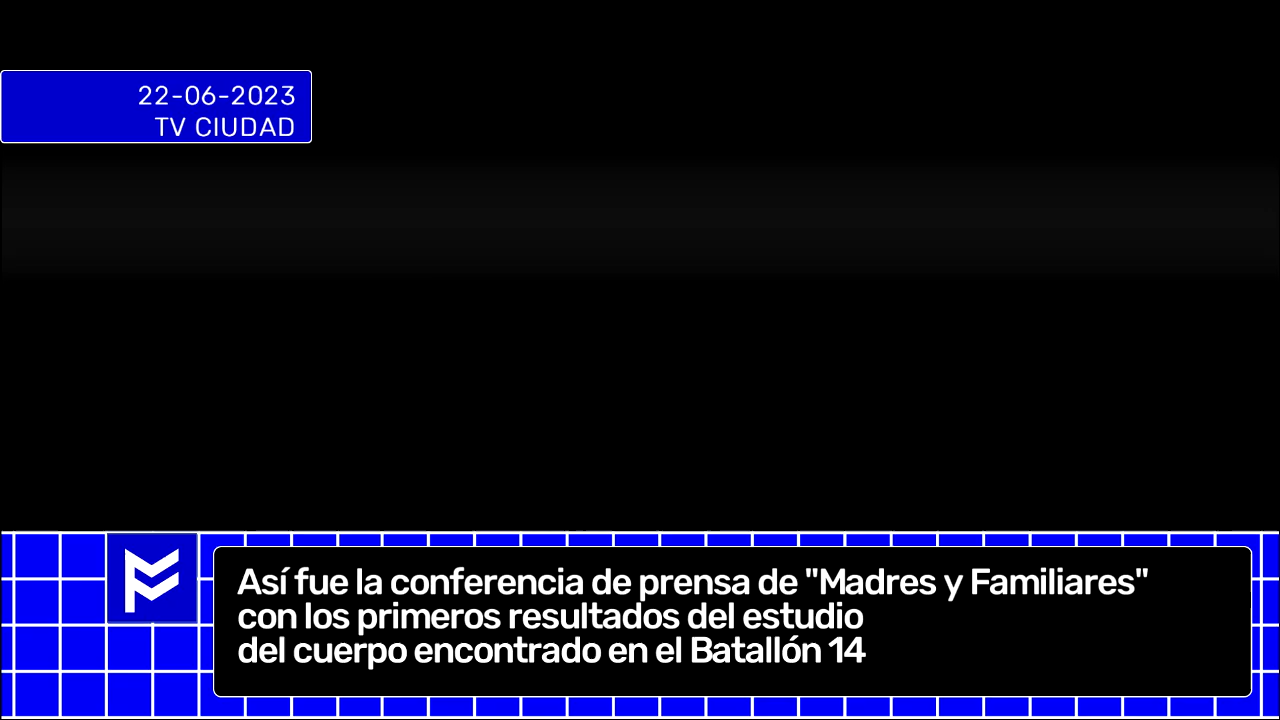 22-06-2023
TV CIUDAD
Así fue la conferencia de prensa de "Madres y Familiares"
con los primeros resultados del estudio
del cuerpo encontrado en el Batallón 14